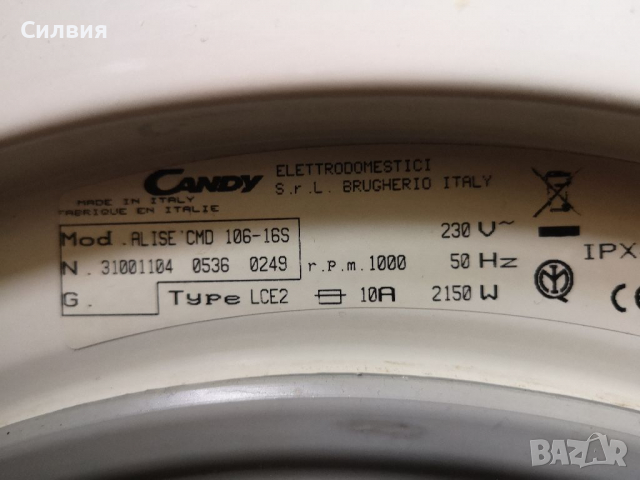 Силвия
CANDY ELETTRODOMESTICI
S.r.L. BRUGHERIO ITALY
MADE IN ITALY
FABRIQUE EN ITALIE
Mod. ALISE'CMD 106-16S 230 V~
N. 31001104 0536 0249 r.p.m.1000 50 Hz IPX
G. Type LCE2 10A 2150 W CE
BAZAR